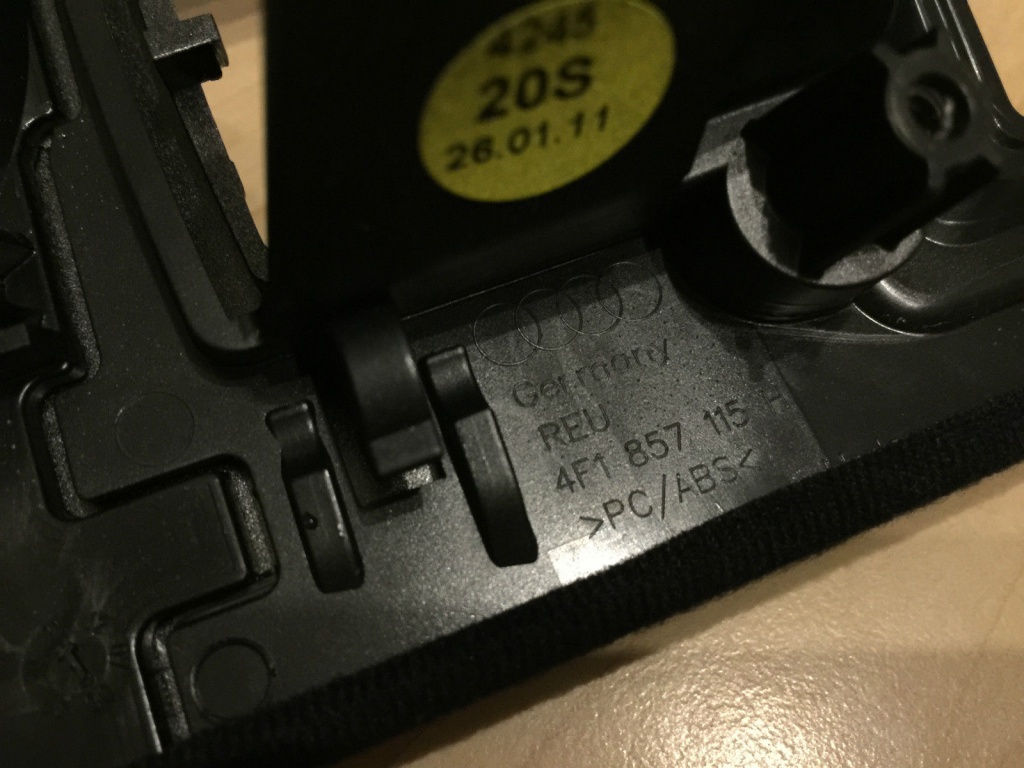 4245
20S
26.01.11
Germany
REU
4F1 857 115
>PC/ABS<